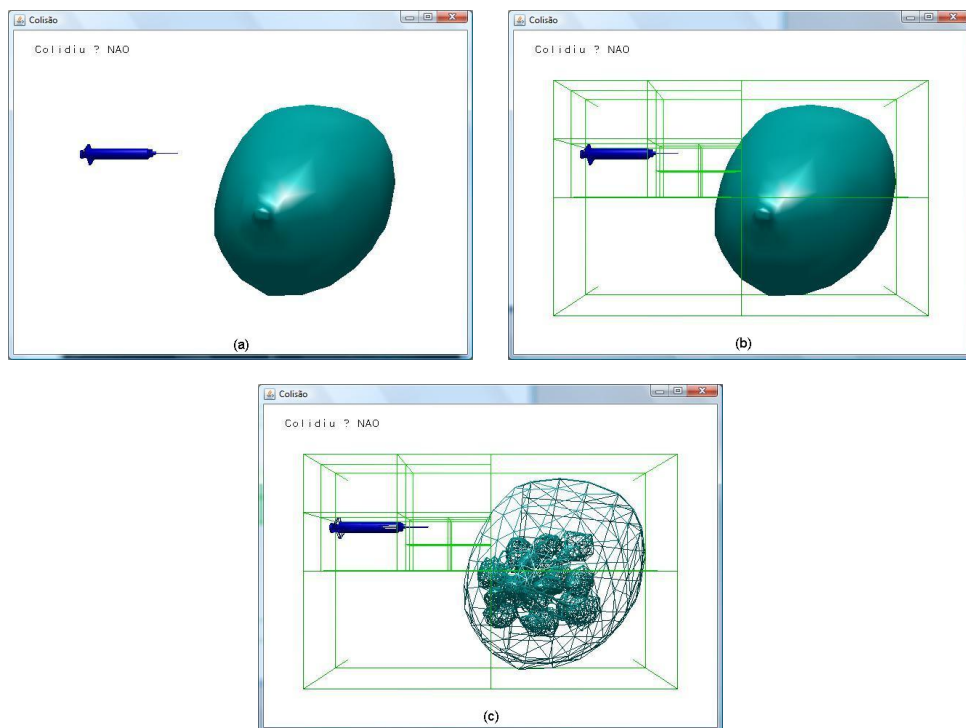 Colisão
Colidiu ? NAO
(a)
Colisão
Colidiu ? NAO
(b)
Colisão
Colidiu ? NAO
(c)